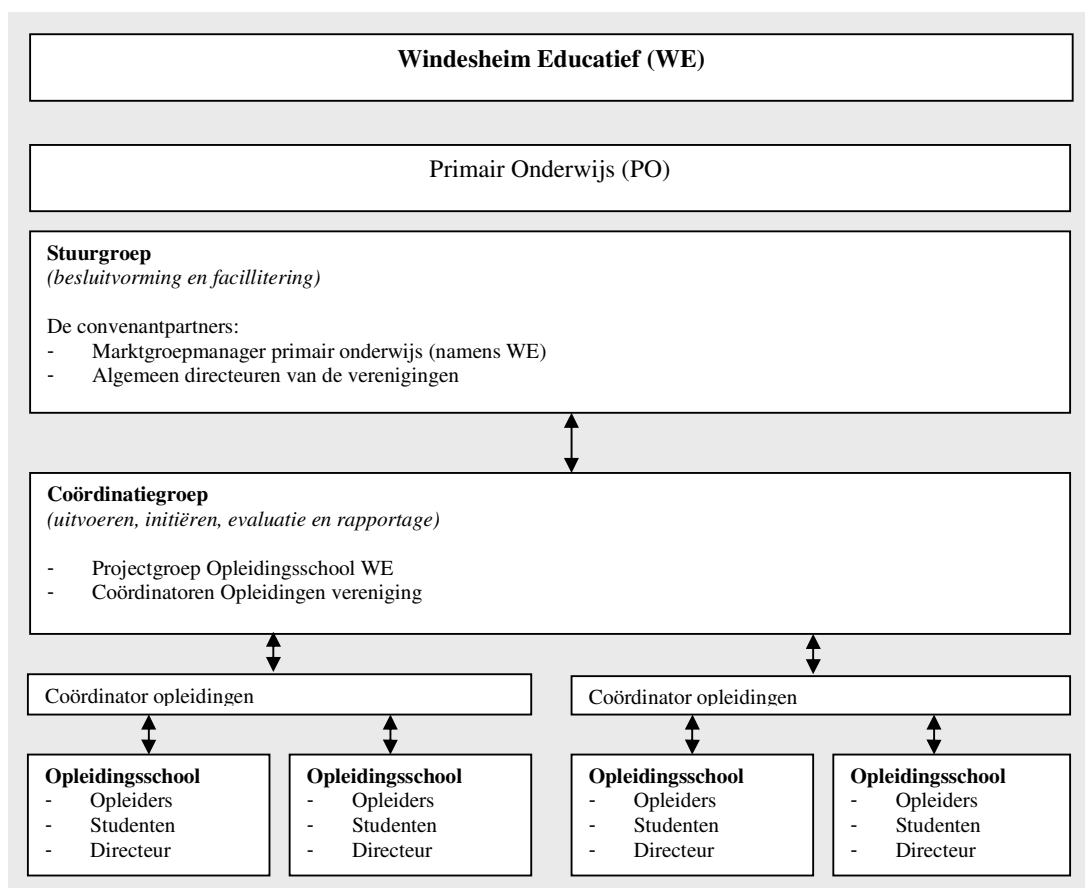 Windesheim Educatief (WE)
Primair Onderwijs (PO)
Stuurgroep
(besluitvorming en facillitering)
De convenantpartners:
- Marktgroepmanager primair onderwijs (namens WE)
- Algemeen directeuren van de verenigingen
Coördinatiegroep
(uitvoeren, initiëren, evaluatie en rapportage)
- Projectgroep Opleidingsschool WE
- Coördinatoren Opleidingen vereniging
Coördinator opleidingen
Coördinator opleidingen
Opleidingsschool
- Opleiders
- Studenten
- Directeur
Opleidingsschool
- Opleiders
- Studenten
- Directeur
Opleidingsschool
- Opleiders
- Studenten
- Directeur
Opleidingsschool
- Opleiders
- Studenten
- Directeur